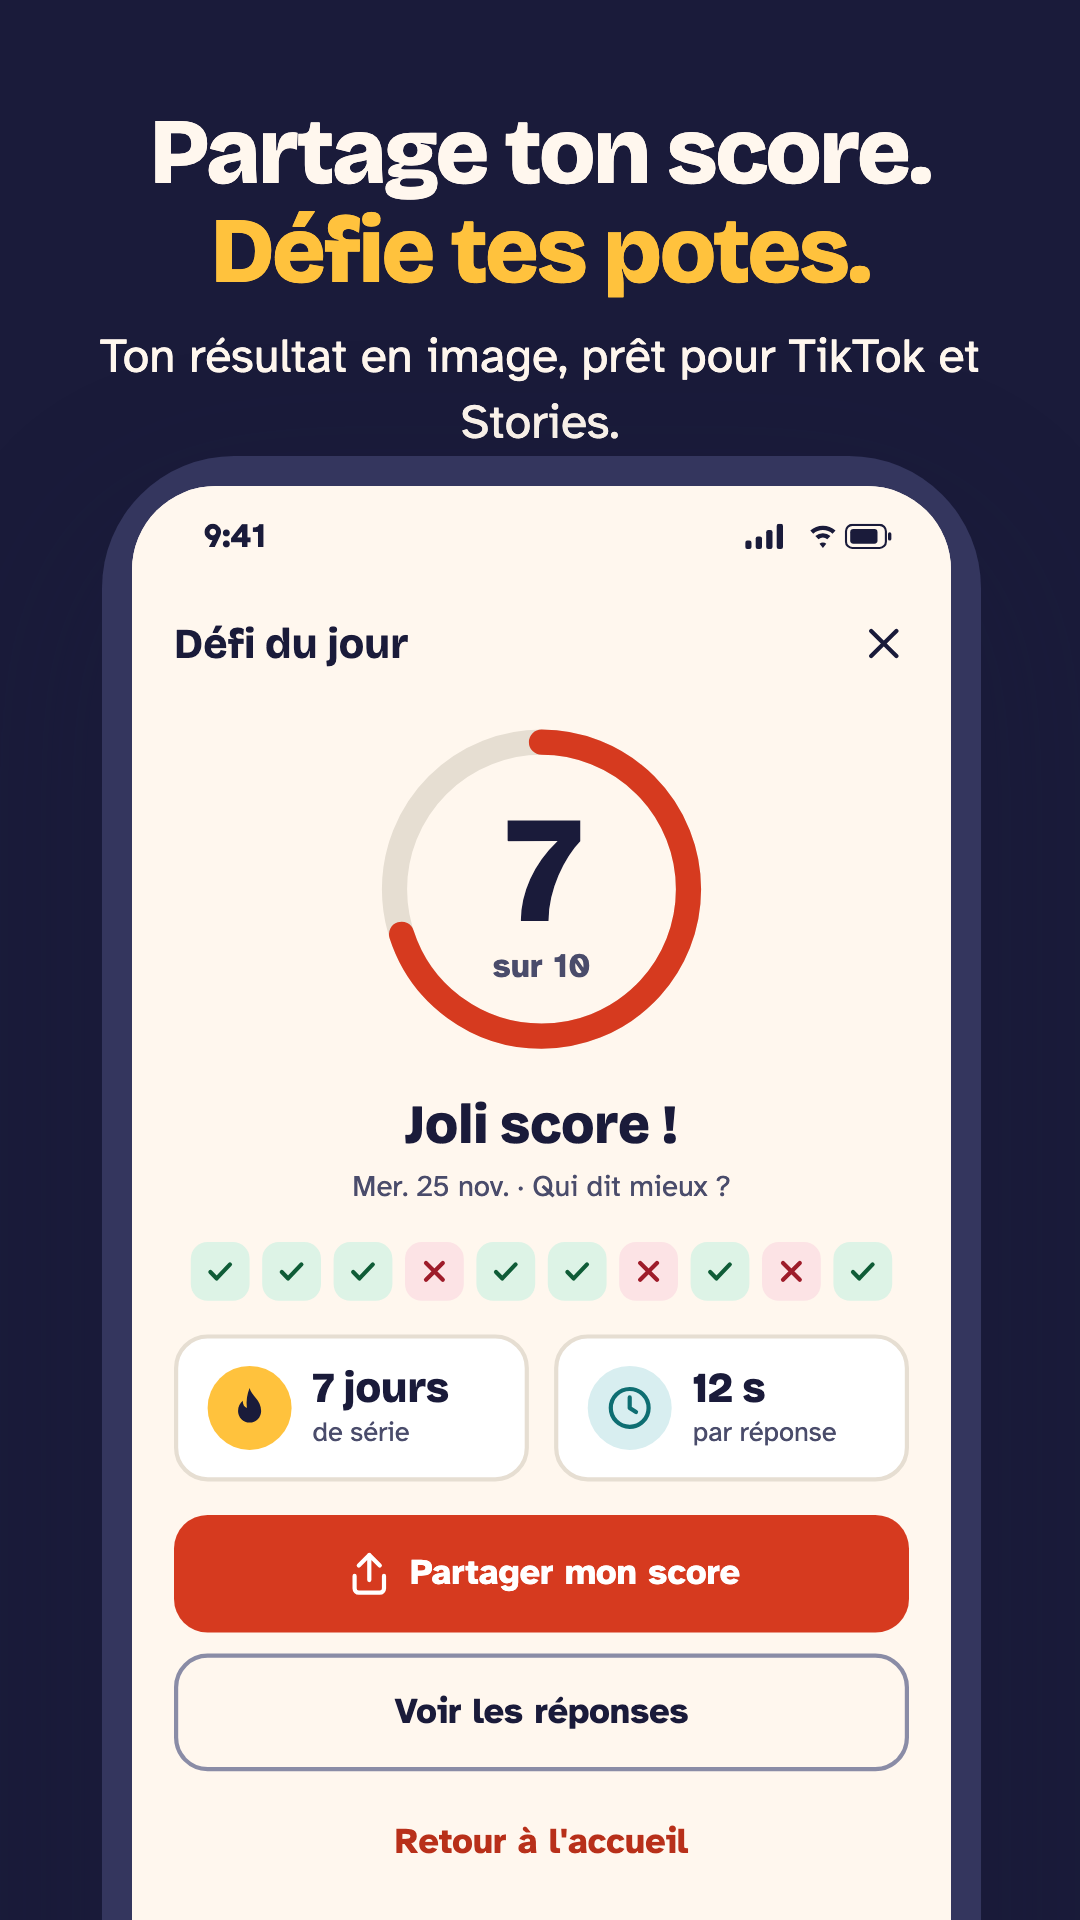 Partage ton score.
Défie tes potes.
Ton résultat en image, prêt pour TikTok et
Stories.
9:41
Défi du jour
7
sur 10
Joli score !
Mer. 25 nov. · Qui dit mieux ?
7 jours
de série
12 s
par réponse
Partager mon score
Voir les réponses
Retour à l'accueil